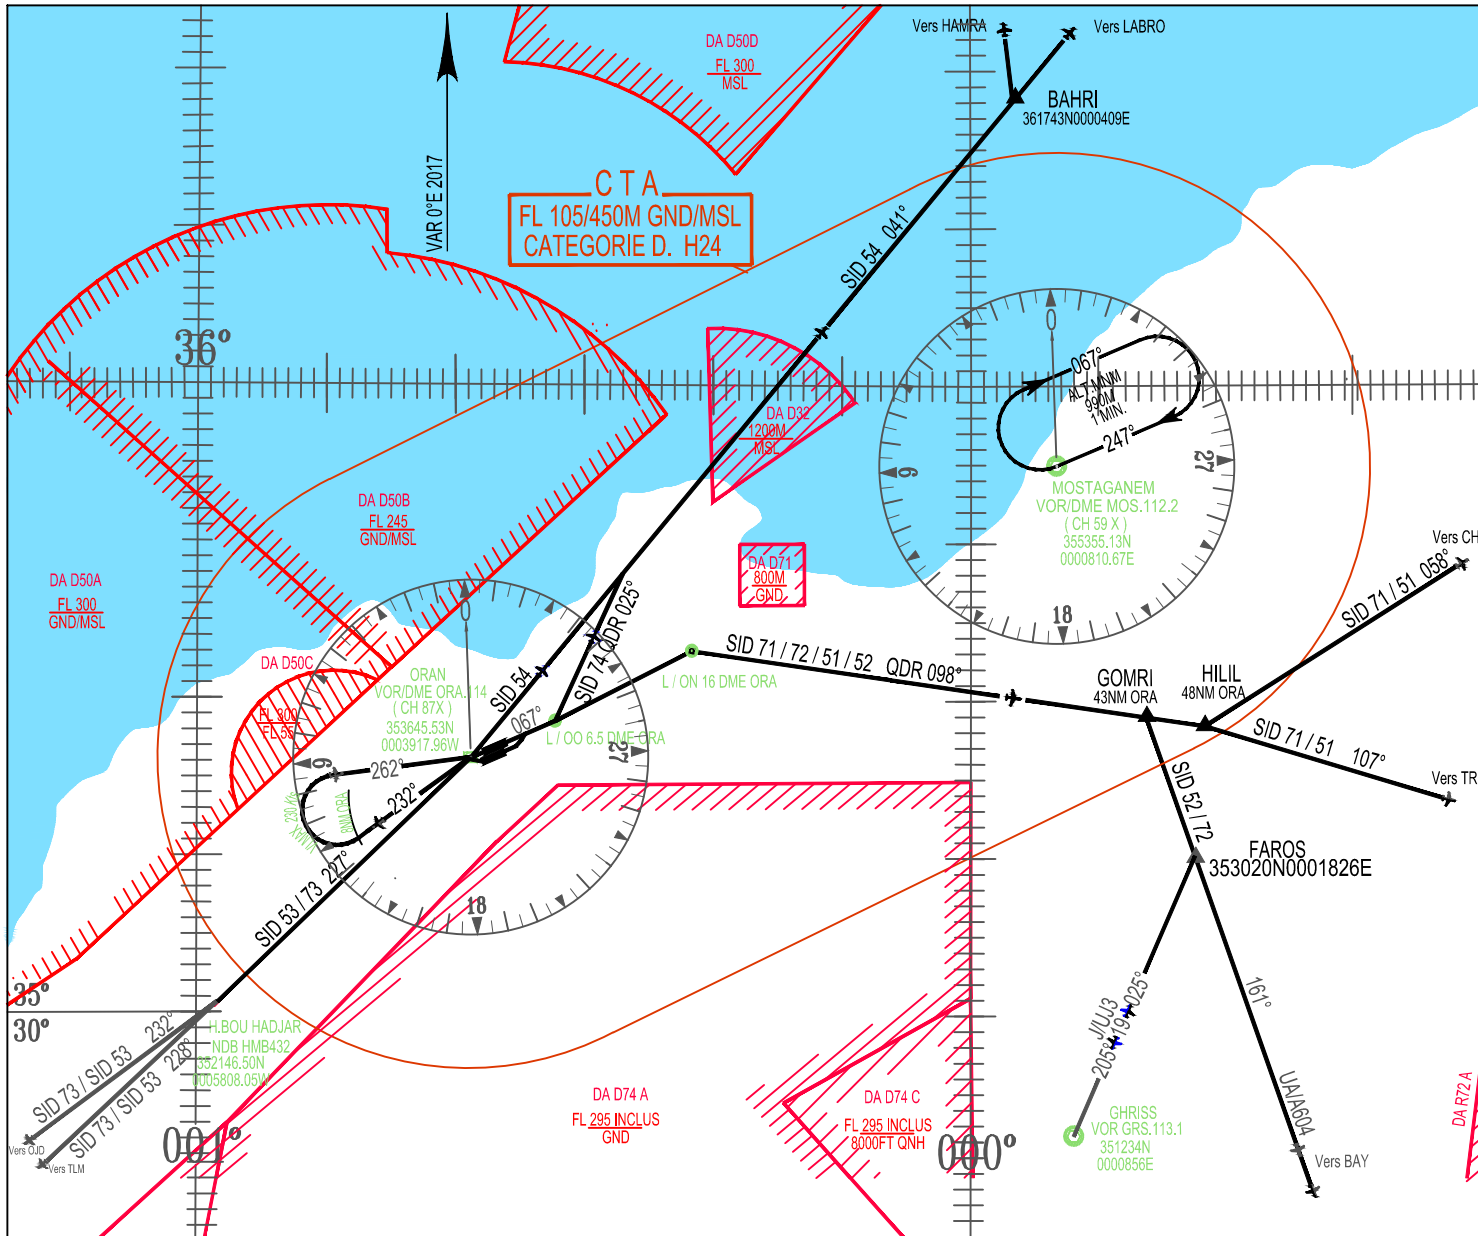 Vers HAMRA
Vers LABRO
DA D50D
FL 300
MSL
BAHRI
361743N0000409E
VAR 0°E 2017
C T A
FL 105/450M GND/MSL
CATEGORIE D. H24
SID 54 041°
36°
0
067°
ALT.MNM
990M
1 MIN.
247°
6
27
18
DA D32
1200M
MSL
MOSTAGANEM
VOR/DME MOS.112.2
( CH 59 X )
355355.13N
0000810.67E
DA D50B
FL 245
GND/MSL
DA D50A
FL 300
GND/MSL
DA D71
800M
GND
Vers CH
SID 71 / 51 058°
DA D50C
FL 300
FL 55
0
ORAN
VOR/DME ORA.114
( CH 87X )
353645.53N
0003917.96W
SID 54
SID 74 QDR 025°
067°
L / ON 16 DME ORA
L / OO 6.5 DME ORA
SID 71 / 72 / 51 / 52 QDR 098°
GOMRI
43NM ORA
HILIL
48NM ORA
SID 71 / 51 107°
Vers TR
6
27
18
262°
232°
8NM ORA
SID 53 / 73 227°
SID 52 / 72
FAROS
353020N0001826E
35°
30°
H.BOU HADJAR
NDB HMB432
352146.50N
0005808.05W
SID 73 / SID 53 232°
SID 73 / SID 53 228°
Vers OJD
Vers TLM
001°
DA D74 A
FL 295 INCLUS
GND
DA D74 C
FL 295 INCLUS
8000FT QNH
000°
J/UJ3
025°
205°
GHRISS
VOR GRS.113.1
351234N
0000856E
161°
UA/A604
Vers BAY
DA R72 A